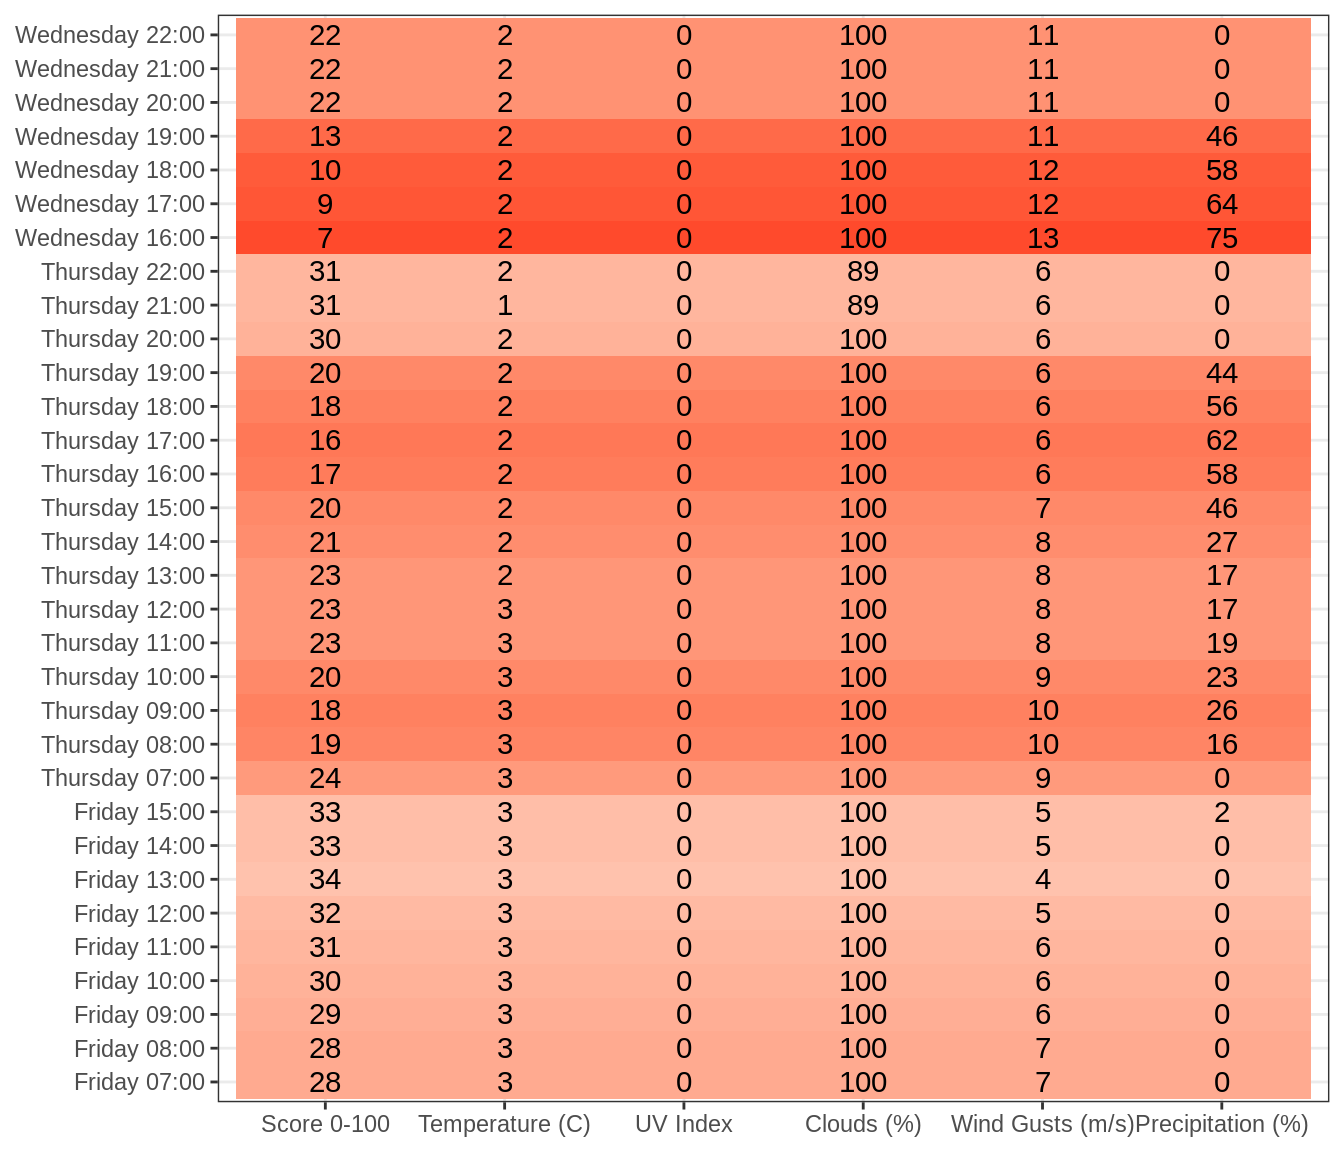 Wednesday 22:00 22 2 0 100 11 0
Wednesday 21:00 22 2 0 100 11 0
Wednesday 20:00 22 2 0 100 11 0
Wednesday 19:00 13 2 0 100 11 46
Wednesday 18:00 10 2 0 100 12 58
Wednesday 17:00 9 2 0 100 12 64
Wednesday 16:00 7 2 0 100 13 75
Thursday 22:00 31 2 0 89 6 0
Thursday 21:00 31 1 0 89 6 0
Thursday 20:00 30 2 0 100 6 0
Thursday 19:00 20 2 0 100 6 44
Thursday 18:00 18 2 0 100 6 56
Thursday 17:00 16 2 0 100 6 62
Thursday 16:00 17 2 0 100 6 58
Thursday 15:00 20 2 0 100 7 46
Thursday 14:00 21 2 0 100 8 27
Thursday 13:00 23 2 0 100 8 17
Thursday 12:00 23 3 0 100 8 17
Thursday 11:00 23 3 0 100 8 19
Thursday 10:00 20 3 0 100 9 23
Thursday 09:00 18 3 0 100 10 26
Thursday 08:00 19 3 0 100 10 16
Thursday 07:00 24 3 0 100 9 0
Friday 15:00 33 3 0 100 5 2
Friday 14:00 33 3 0 100 5 0
Friday 13:00 34 3 0 100 4 0
Friday 12:00 32 3 0 100 5 0
Friday 11:00 31 3 0 100 6 0
Friday 10:00 30 3 0 100 6 0
Friday 09:00 29 3 0 100 6 0
Friday 08:00 28 3 0 100 7 0
Friday 07:00 28 3 0 100 7 0
Score 0-100 Temperature (C) UV Index Clouds (%) Wind Gusts (m/s) Precipitation (%)